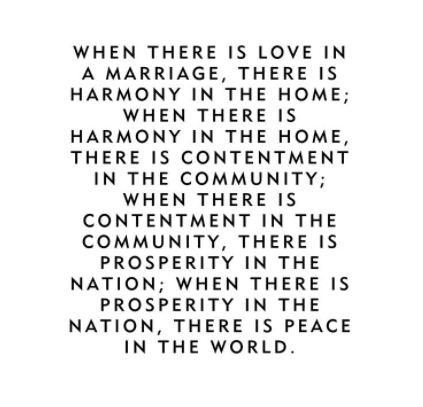 WHEN THERE IS LOVE IN
A MARRIAGE, THERE IS
HARMONY IN THE HOME;
WHEN THERE IS
HARMONY IN THE HOME,
THERE IS CONTENTMENT
IN THE COMMUNITY;
WHEN THERE IS
CONTENTMENT IN THE
COMMUNITY, THERE IS
PROSPERITY IN THE
NATION; WHEN THERE IS
PROSPERITY IN THE
NATION, THERE IS PEACE
IN THE WORLD.